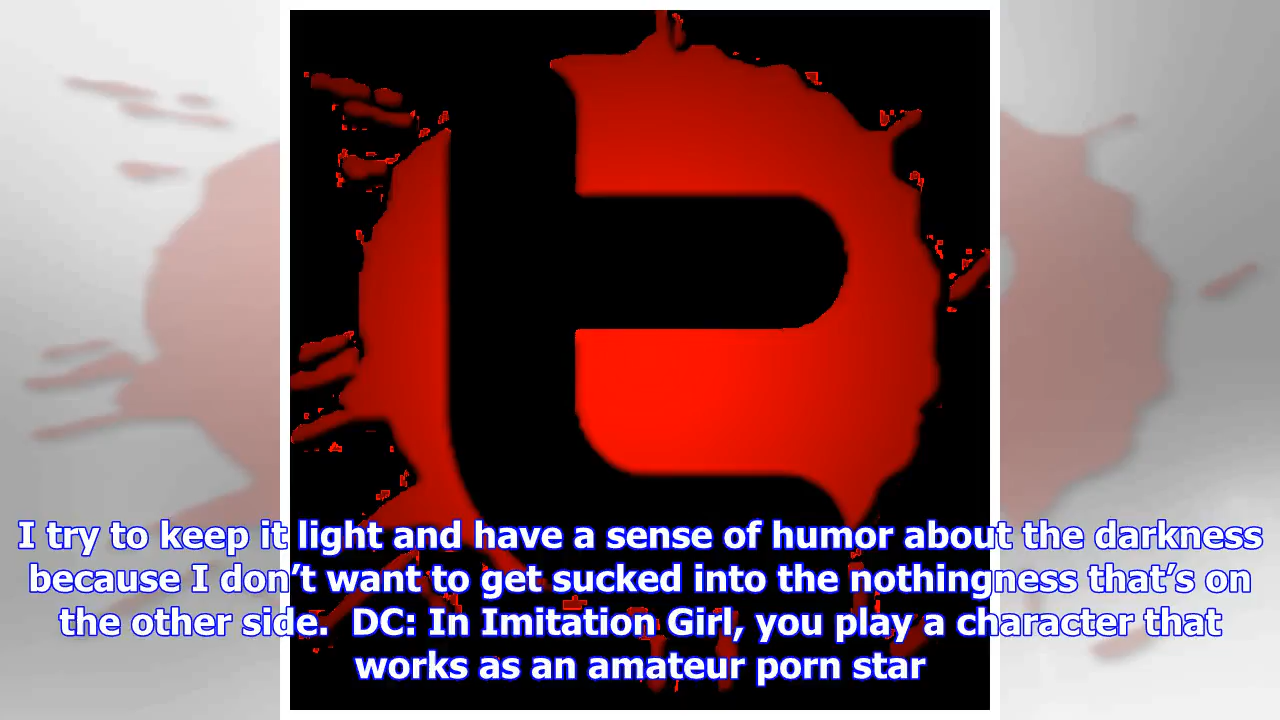 I try to keep it light and have a sense of humor about the darkness
because I don’t want to get sucked into the nothingness that’s on
the other side.  DC: In Imitation Girl, you play a character that
works as an amateur porn star